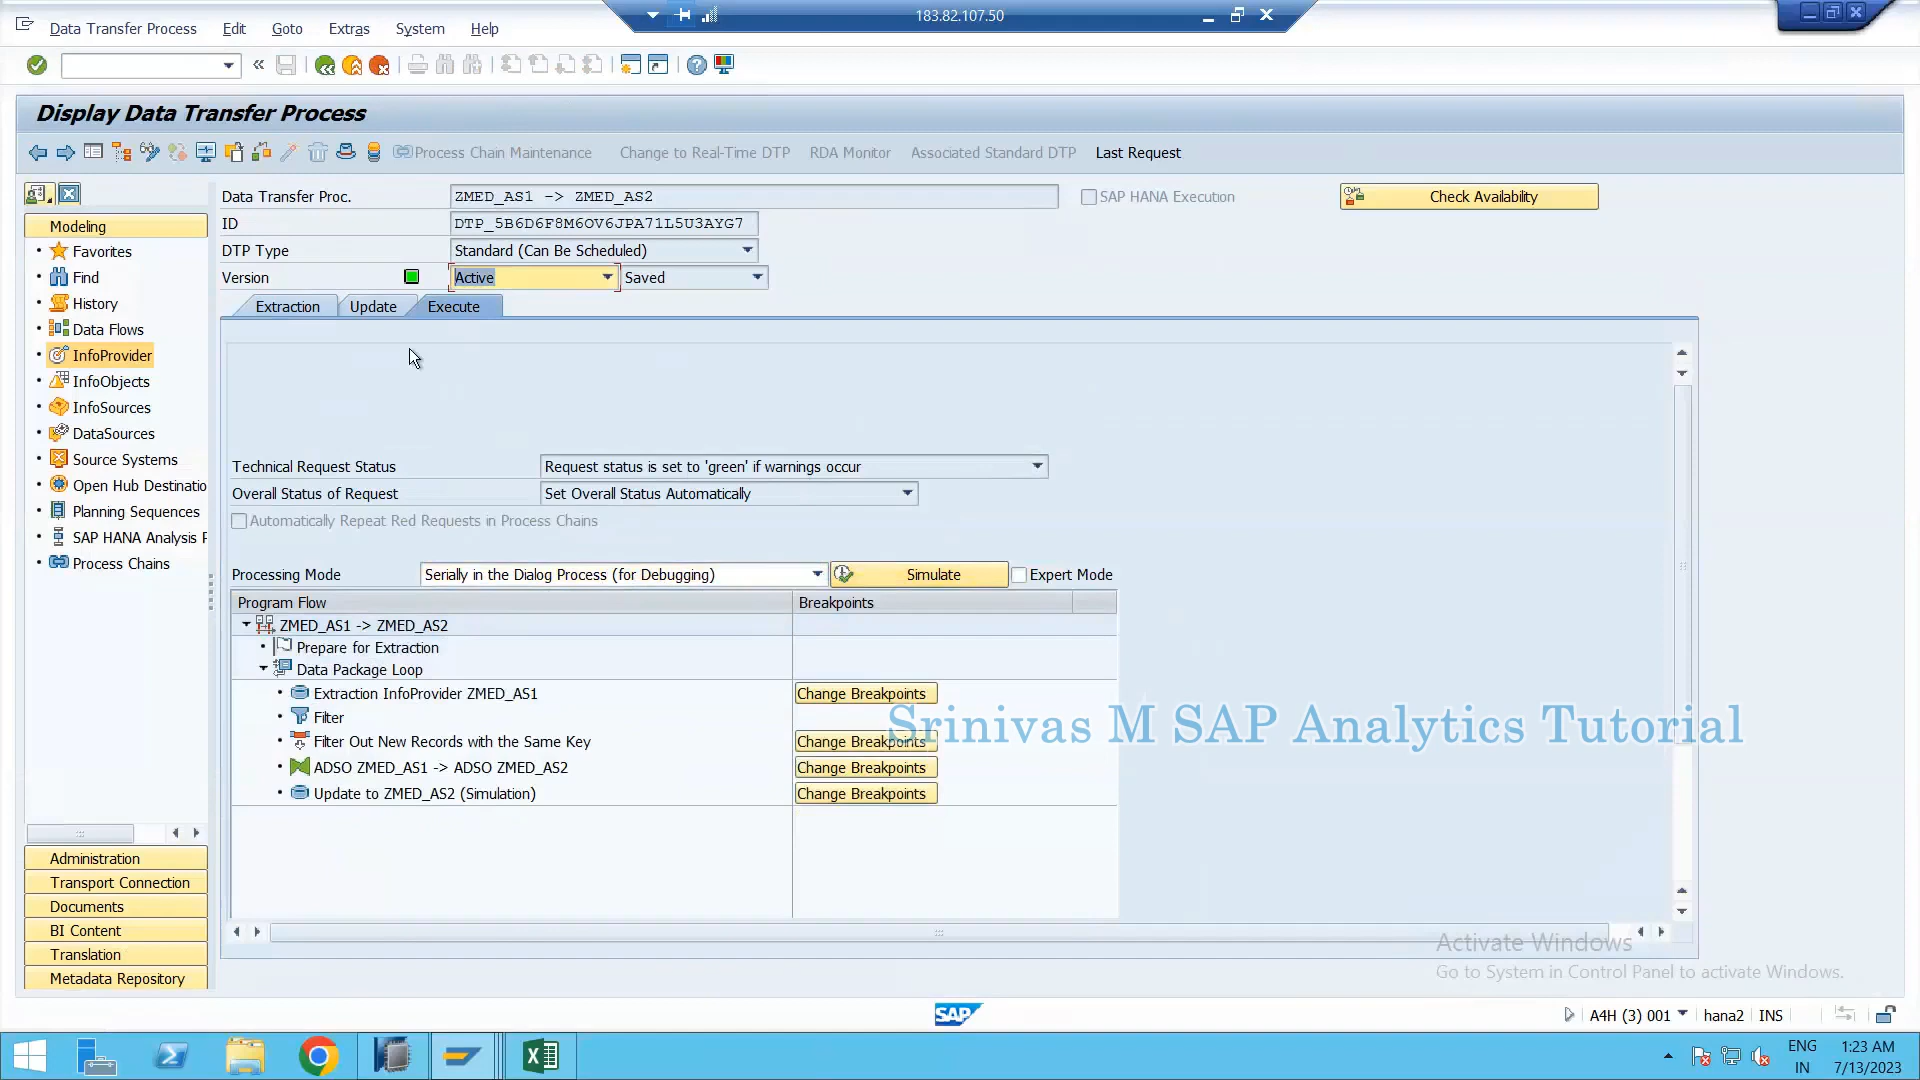 183.82.107.50
Data Transfer Process Edit Goto Extras System Help
Display Data Transfer Process
Process Chain Maintenance Change to Real-Time DTP RDA Monitor Associated Standard DTP Last Request
Data Transfer Proc. ZMED_AS1 -> ZMED_AS2 SAP HANA Execution Check Availability
ID DTP_5B6D6F8M6OV6JPA71L5U3AYG7
DTP Type Standard (Can Be Scheduled)
Version Active Saved
Extraction Update Execute
Modeling
Favorites
Find
History
Data Flows
InfoProvider
InfoObjects
InfoSources
DataSources
Source Systems
Open Hub Destinatio
Planning Sequences
SAP HANA Analysis P
Process Chains
Administration
Transport Connection
Documents
BI Content
Translation
Metadata Repository
Technical Request Status Request status is set to 'green' if warnings occur
Overall Status of Request Set Overall Status Automatically
Automatically Repeat Red Requests in Process Chains
Processing Mode Serially in the Dialog Process (for Debugging) Simulate Expert Mode
Program Flow Breakpoints
ZMED_AS1 -> ZMED_AS2
Prepare for Extraction
Data Package Loop
Extraction InfoProvider ZMED_AS1 Change Breakpoints
Filter
Filter Out New Records with the Same Key Change Breakpoints
ADSO ZMED_AS1 -> ADSO ZMED_AS2 Change Breakpoints
Update to ZMED_AS2 (Simulation) Change Breakpoints
Srinivas M SAP Analytics Tutorial
Activate Windows
Go to System in Control Panel to activate Windows.
SAP A4H (3) 001 hana2 INS
ENG 1:23 AM
IN 7/13/2023